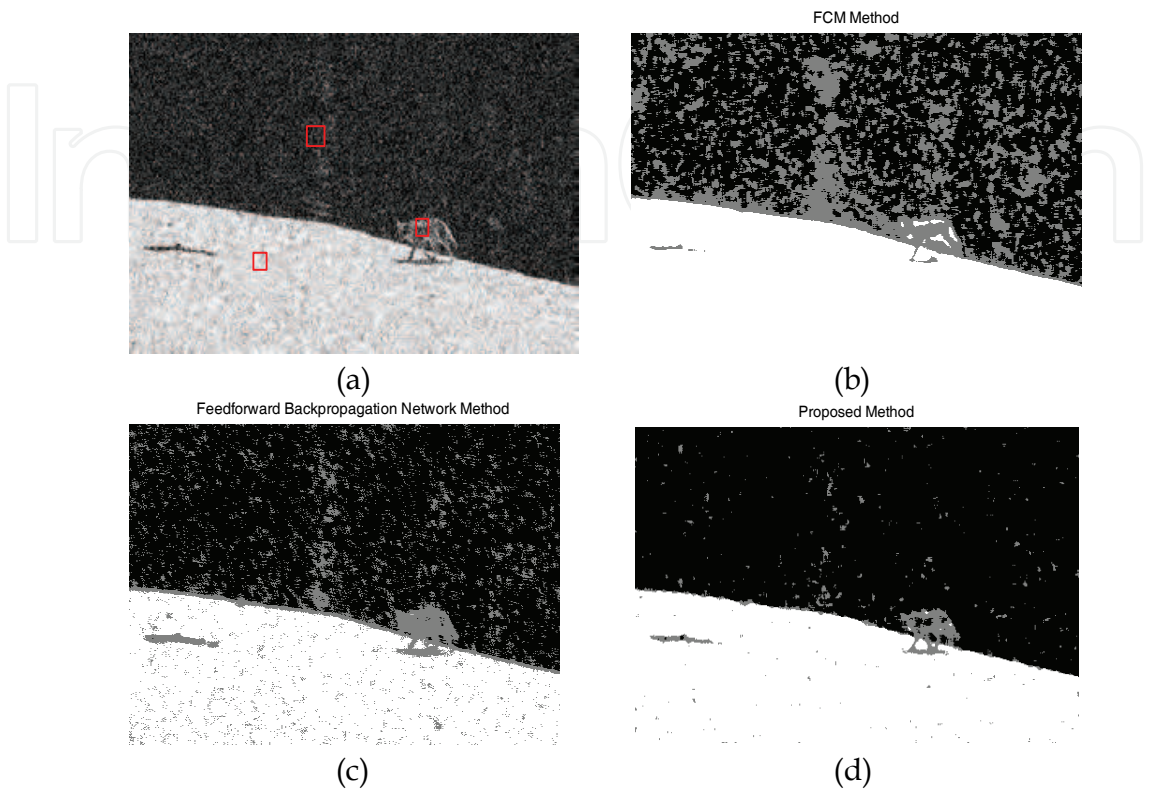 FCM Method
(a)
(b)
Feedforward Backpropagation Network Method
Proposed Method
(c)
(d)